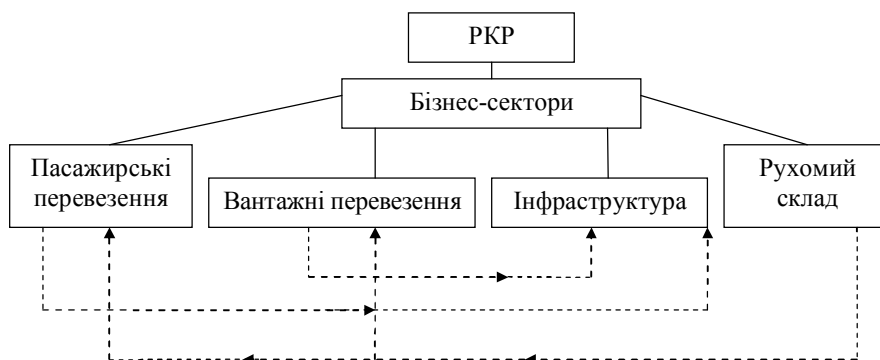 РКР
Бізнес-сектори
Пасажирські
перевезення
Вантажні перевезення
Інфраструктура
Рухомий
склад